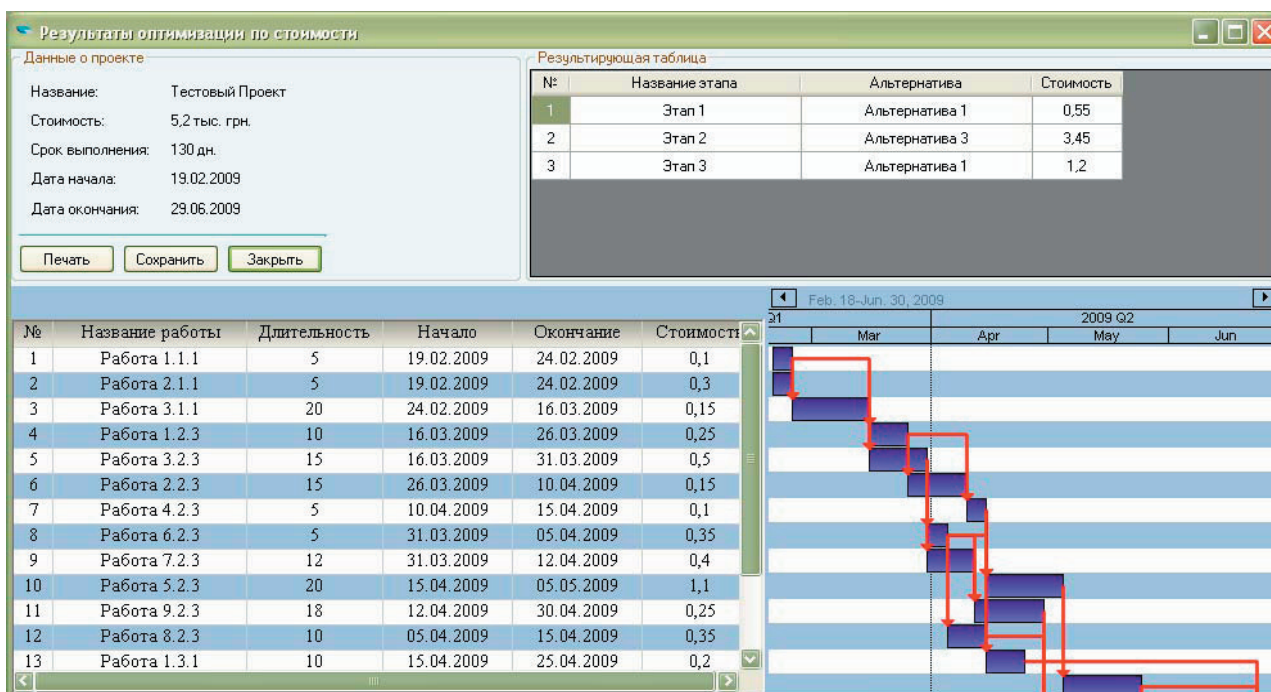 Результаты оптимизации по стоимости
Данные о проекте
Название: Тестовый Проект
Стоимость: 5,2 тыс. грн.
Срок выполнения: 130 дн.
Дата начала: 19.02.2009
Дата окончания: 29.06.2009
Печать Сохранить Закрыть
Результирующая таблица
№ Название этапа Альтернатива Стоимость
1 Этап 1 Альтернатива 1 0,55
2 Этап 2 Альтернатива 3 3,45
3 Этап 3 Альтернатива 1 1,2
Feb. 18-Jun. 30, 2009
Q1 2009 Q2
Mar Apr May Jun
№ Название работы Длительность Начало Окончание Стоимость
1 Работа 1.1.1 5 19.02.2009 24.02.2009 0,1
2 Работа 2.1.1 5 19.02.2009 24.02.2009 0,3
3 Работа 3.1.1 20 24.02.2009 16.03.2009 0,15
4 Работа 1.2.3 10 16.03.2009 26.03.2009 0,25
5 Работа 3.2.3 15 16.03.2009 31.03.2009 0,5
6 Работа 2.2.3 15 26.03.2009 10.04.2009 0,15
7 Работа 4.2.3 5 10.04.2009 15.04.2009 0,1
8 Работа 6.2.3 5 31.03.2009 05.04.2009 0,35
9 Работа 7.2.3 12 31.03.2009 12.04.2009 0,4
10 Работа 5.2.3 20 15.04.2009 05.05.2009 1,1
11 Работа 9.2.3 18 12.04.2009 30.04.2009 0,25
12 Работа 8.2.3 10 05.04.2009 15.04.2009 0,35
13 Работа 1.3.1 10 15.04.2009 25.04.2009 0,2